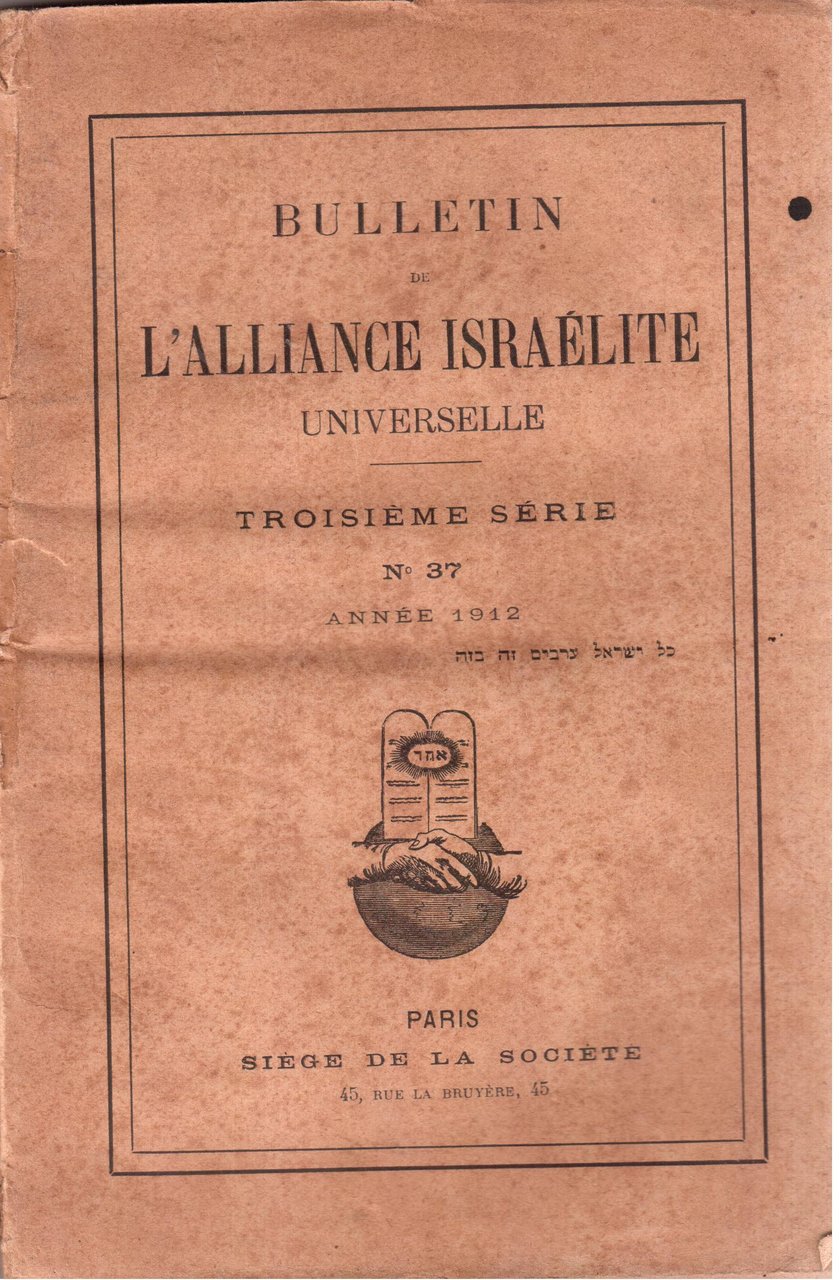 BULLETIN
DE
L'ALLIANCE ISRAÉLITE
UNIVERSELLE
TROISIÈME SÉRIE
No 37
ANNÉE 1912
כל ישראל ערבים זה בזה
אחד
PARIS
SIÈGE DE LA SOCIÉTÉ
45, RUE LA BRUYÈRE, 45